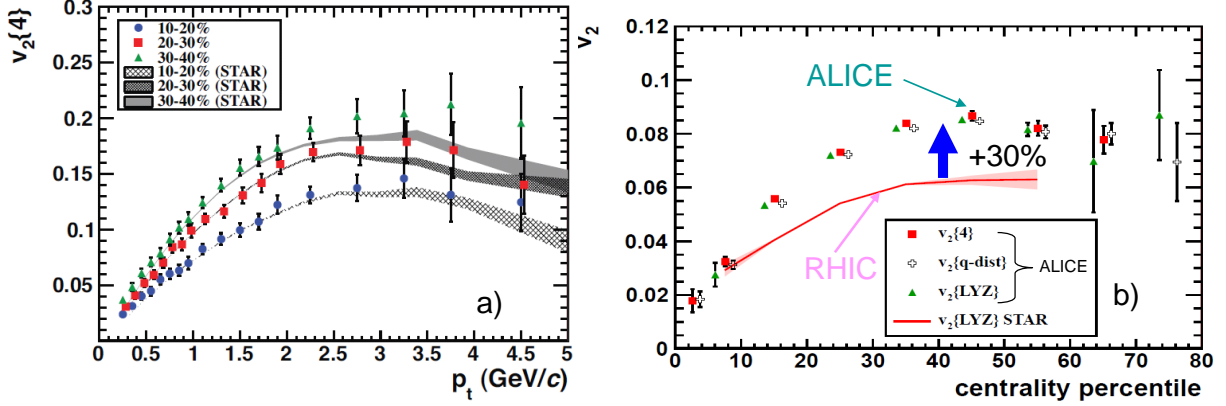 v₂{4}
0.3
0.25
0.2
0.15
0.1
0.05
10-20%
20-30%
30-40%
10-20% (STAR)
20-30% (STAR)
30-40% (STAR)
a)
0 0.5 1 1.5 2 2.5 3 3.5 4 4.5 5
pₜ (GeV/c)
v₂
0.12
0.1
0.08
0.06
0.04
0.02
0
ALICE
+30%
RHIC
v₂{4}
v₂{q-dist}
v₂{LYZ}
ALICE
v₂{LYZ} STAR
b)
0 10 20 30 40 50 60 70 80
centrality percentile